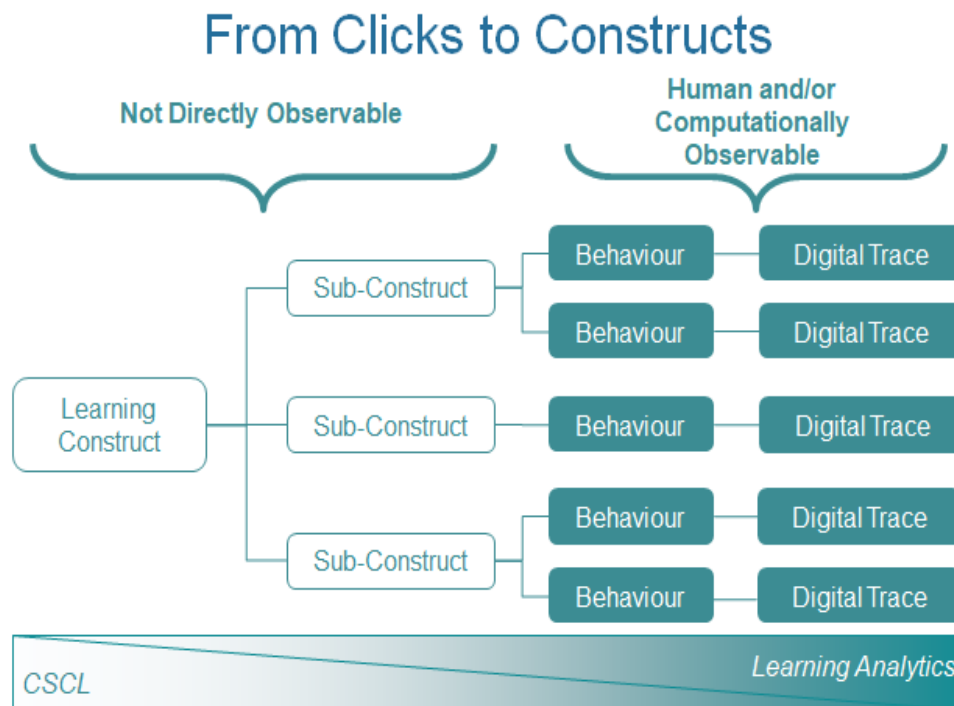 From Clicks to Constructs
Not Directly Observable
Human and/or
Computationally
Observable
Behaviour
Digital Trace
Sub-Construct
Behaviour
Digital Trace
Learning
Construct
Sub-Construct
Behaviour
Digital Trace
Behaviour
Digital Trace
Sub-Construct
Behaviour
Digital Trace
CSCL
Learning Analytics